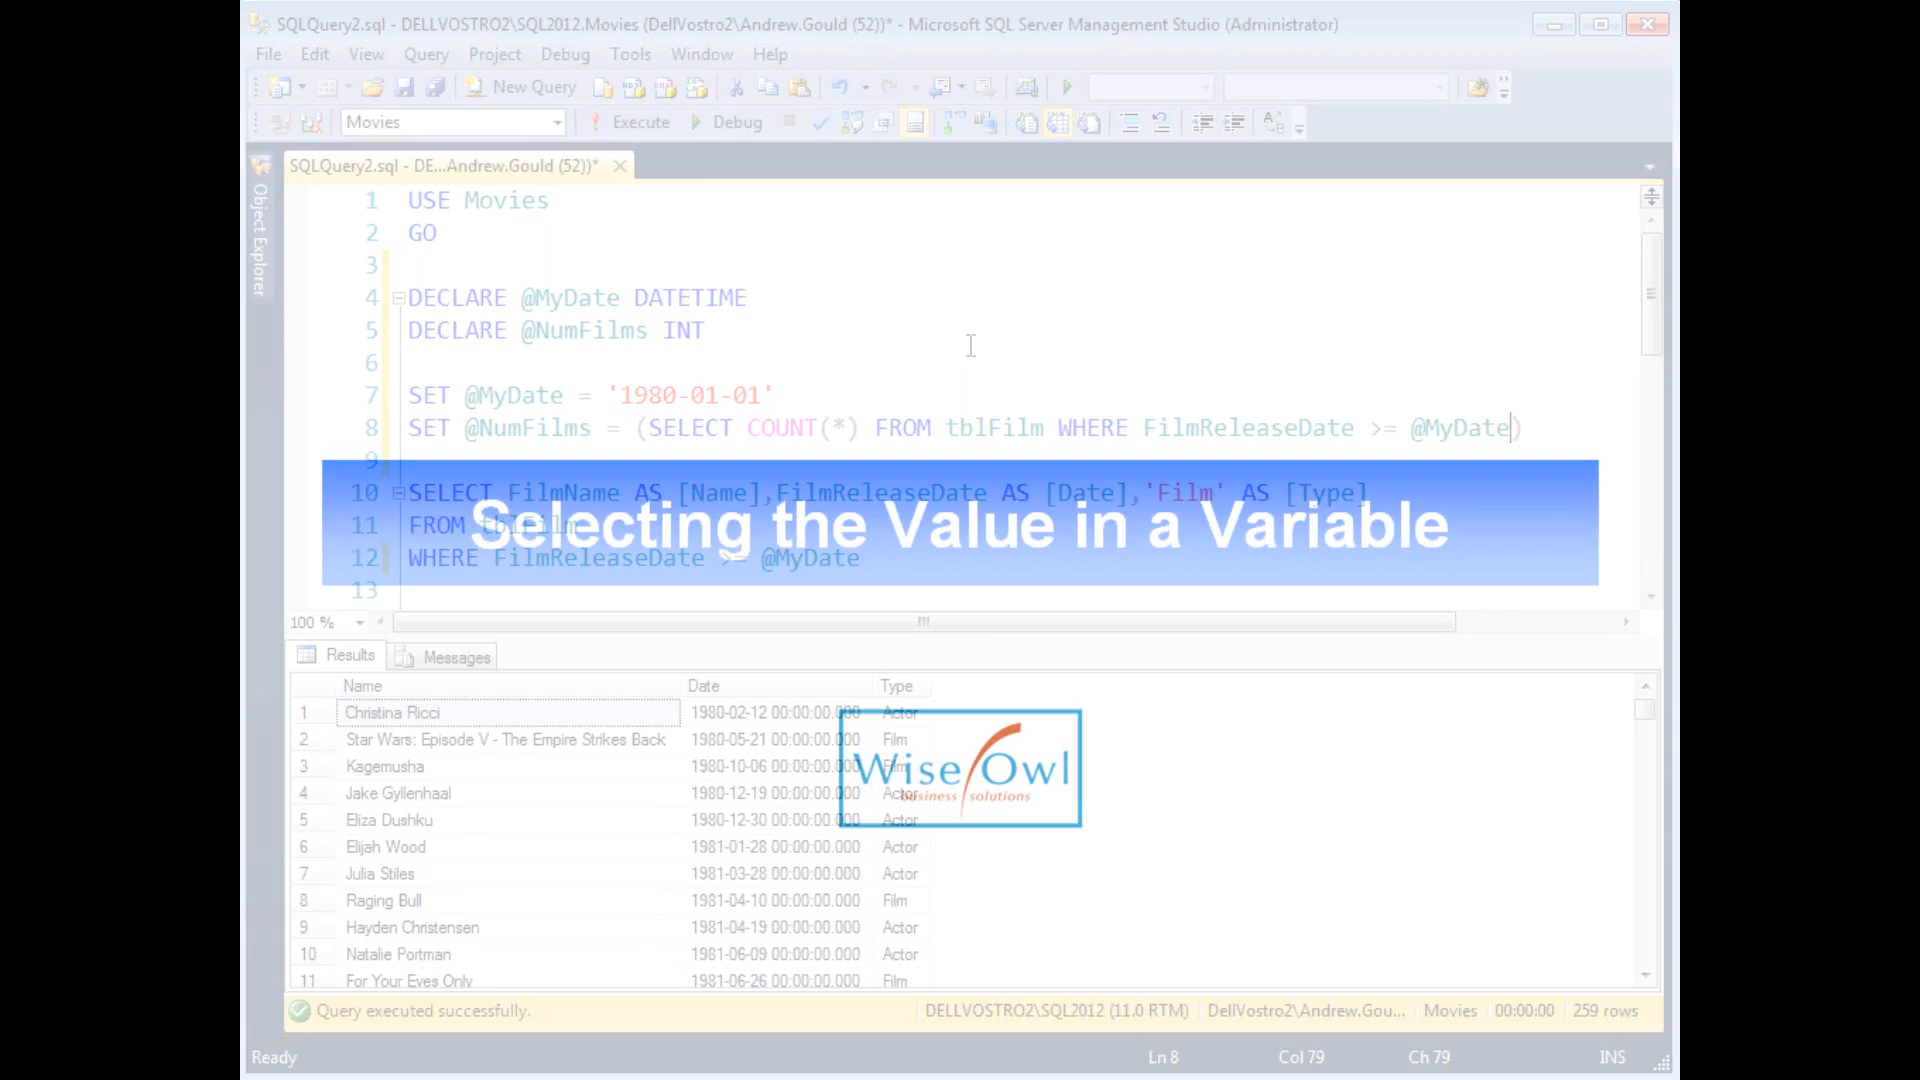 SQLQuery2.sql - DELLVOSTRO2\SQL2012.Movies (DellVostro2\Andrew.Gould (52))* - Microsoft SQL Server Management Studio (Administrator)
File Edit View Query Project Debug Tools Window Help
New Query
Movies Execute Debug
Object Explorer
SQLQuery2.sql - DE...Andrew.Gould (52))*
1 USE Movies
2 GO
3
4 DECLARE @MyDate DATETIME
5 DECLARE @NumFilms INT
6
7 SET @MyDate = '1980-01-01'
8 SET @NumFilms = (SELECT COUNT(*) FROM tblFilm WHERE FilmReleaseDate >= @MyDate)
9
10 SELECT FilmName AS [Name],FilmReleaseDate AS [Date],'Film' AS [Type]
11 FROM tblFilm
Selecting the Value in a Variable
12 WHERE FilmReleaseDate >= @MyDate
13
100 %
Results Messages
Name Date Type
1 Christina Ricci 1980-02-12 00:00:00.000 Actor
2 Star Wars: Episode V - The Empire Strikes Back 1980-05-21 00:00:00.000 Film
3 Kagemusha 1980-10-06 00:00:00.000 Film
4 Jake Gyllenhaal 1980-12-19 00:00:00.000 Actor
5 Eliza Dushku 1980-12-30 00:00:00.000 Actor
6 Elijah Wood 1981-01-28 00:00:00.000 Actor
7 Julia Stiles 1981-03-28 00:00:00.000 Actor
8 Raging Bull 1981-04-10 00:00:00.000 Film
9 Hayden Christensen 1981-04-19 00:00:00.000 Actor
10 Natalie Portman 1981-06-09 00:00:00.000 Actor
11 For Your Eyes Only 1981-06-26 00:00:00.000 Film
Wise Owl
business solutions
Query executed successfully. DELLVOSTRO2\SQL2012 (11.0 RTM) DellVostro2\Andrew.Gou... Movies 00:00:00 259 rows
Ready Ln 8 Col 79 Ch 79 INS